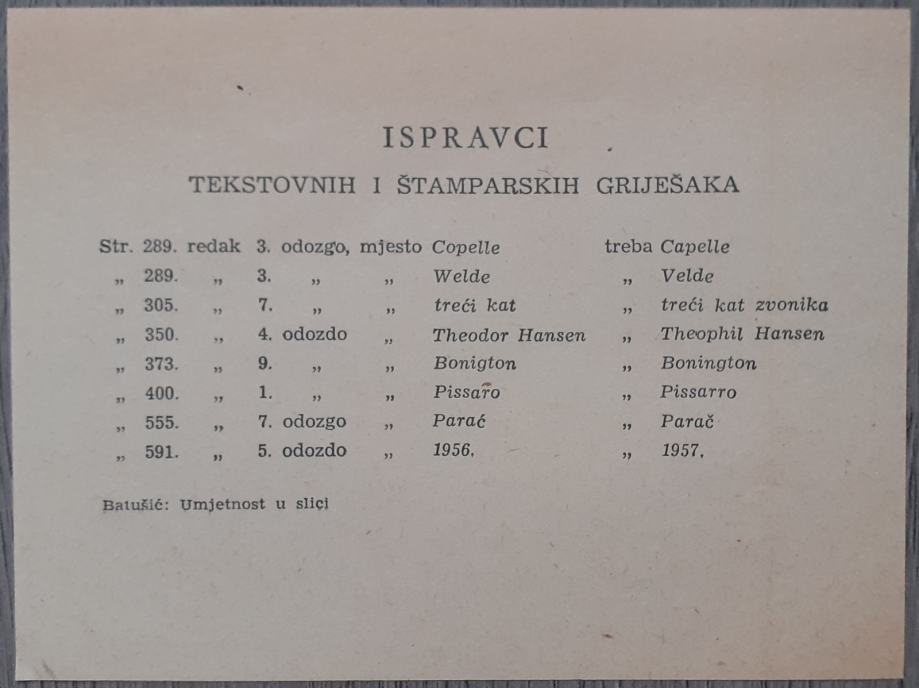 ISPRAVCI
TEKSTOVNIH I ŠTAMPARSKIH GRIJEŠAKA
Str. 289. redak 3. odozgo, mjesto Copelle treba Capelle
„ 289. „ 3. „ „ Welde „ Velde
„ 305. „ 7. „ „ treći kat „ treći kat zvonika
„ 350. „ 4. odozdo „ Theodor Hansen „ Theophil Hansen
„ 373. „ 9. „ „ Bonigton „ Bonington
„ 400. „ 1. „ „ Pissaro „ Pissarro
„ 555. „ 7. odozgo „ Parać „ Parač
„ 591. „ 5. odozdo „ 1956. „ 1957.
Batušić: Umjetnost u slici